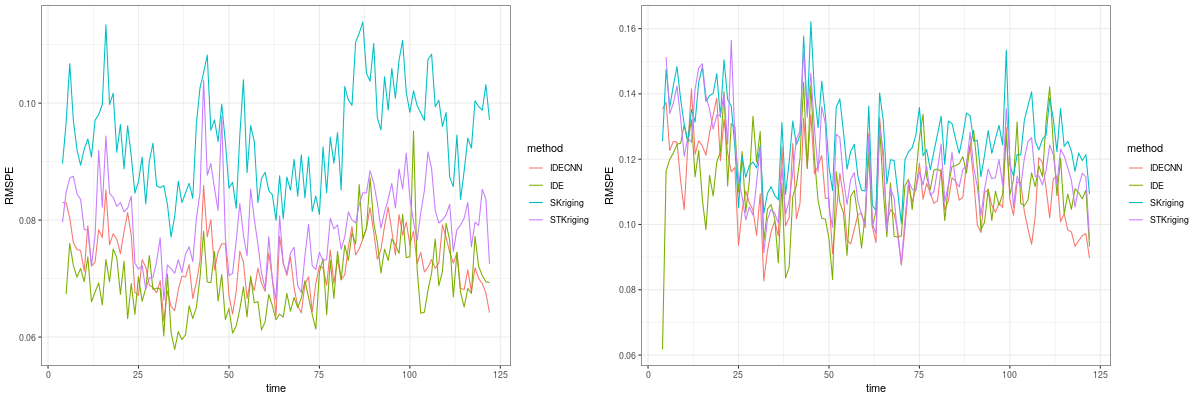 RMSPE
0.10
0.08
0.06
0 25 50 75 100 125
time
method
IDECNN
IDE
SKriging
STKriging
RMSPE
0.16
0.14
0.12
0.10
0.08
0.06
0 25 50 75 100 125
time
method
IDECNN
IDE
SKriging
STKriging